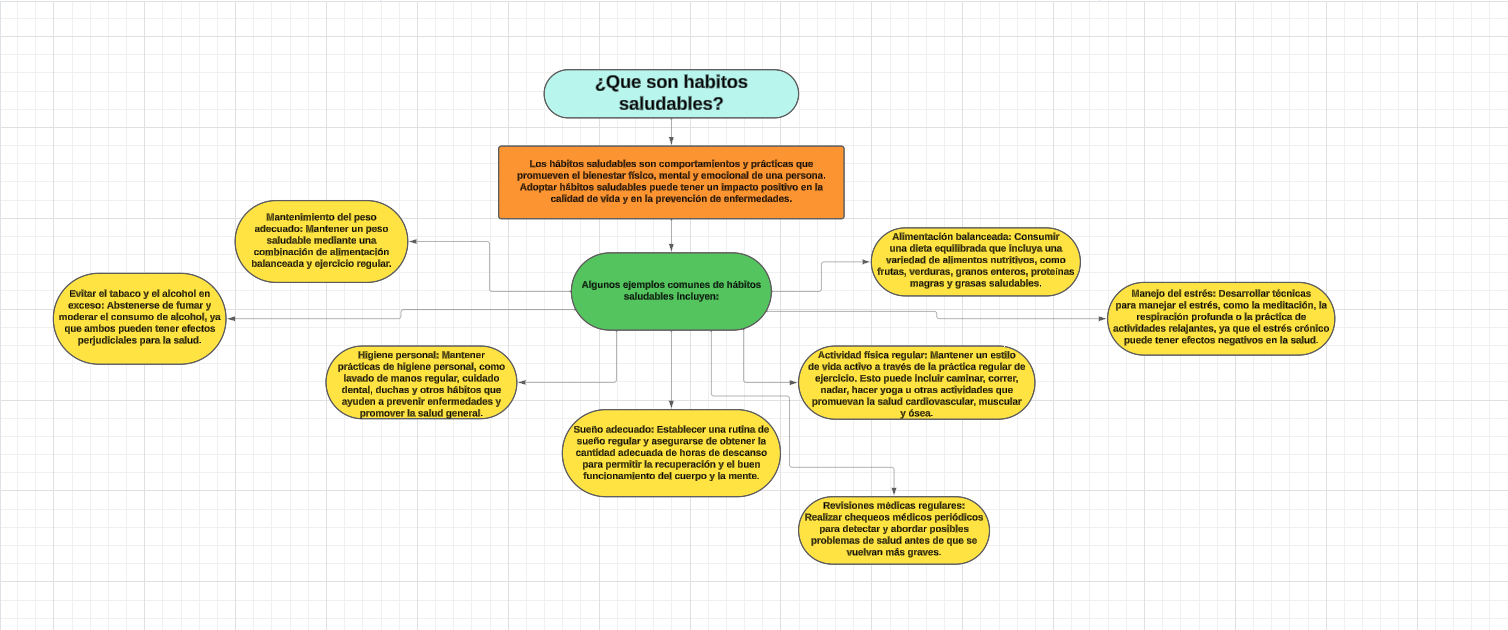 ¿Que son habitos
saludables?
Los hábitos saludables son comportamientos y prácticas que
promueven el bienestar físico, mental y emocional de una persona.
Adoptar hábitos saludables puede tener un impacto positivo en la
calidad de vida y en la prevención de enfermedades.
Algunos ejemplos comunes de hábitos
saludables incluyen:
Mantenimiento del peso
adecuado: Mantener un peso
saludable mediante una
combinación de alimentación
balanceada y ejercicio regular.
Alimentación balanceada: Consumir
una dieta equilibrada que incluya una
variedad de alimentos nutritivos, como
frutas, verduras, granos enteros, proteínas
magras y grasas saludables.
Evitar el tabaco y el alcohol en
exceso: Abstenerse de fumar y
moderar el consumo de alcohol, ya
que ambos pueden tener efectos
perjudiciales para la salud.
Manejo del estrés: Desarrollar técnicas
para manejar el estrés, como la meditación, la
respiración profunda o la práctica de
actividades relajantes, ya que el estrés crónico
puede tener efectos negativos en la salud.
Higiene personal: Mantener
prácticas de higiene personal, como
lavado de manos regular, cuidado
dental, duchas y otros hábitos que
ayuden a prevenir enfermedades y
promover la salud general.
Actividad física regular: Mantener un estilo
de vida activo a través de la práctica regular de
ejercicio. Esto puede incluir caminar, correr,
nadar, hacer yoga u otras actividades que
promuevan la salud cardiovascular, muscular
y ósea.
Sueño adecuado: Establecer una rutina de
sueño regular y asegurarse de obtener la
cantidad adecuada de horas de descanso
para permitir la recuperación y el buen
funcionamiento del cuerpo y la mente.
Revisiones médicas regulares:
Realizar chequeos médicos periódicos
para detectar y abordar posibles
problemas de salud antes de que se
vuelvan más graves.